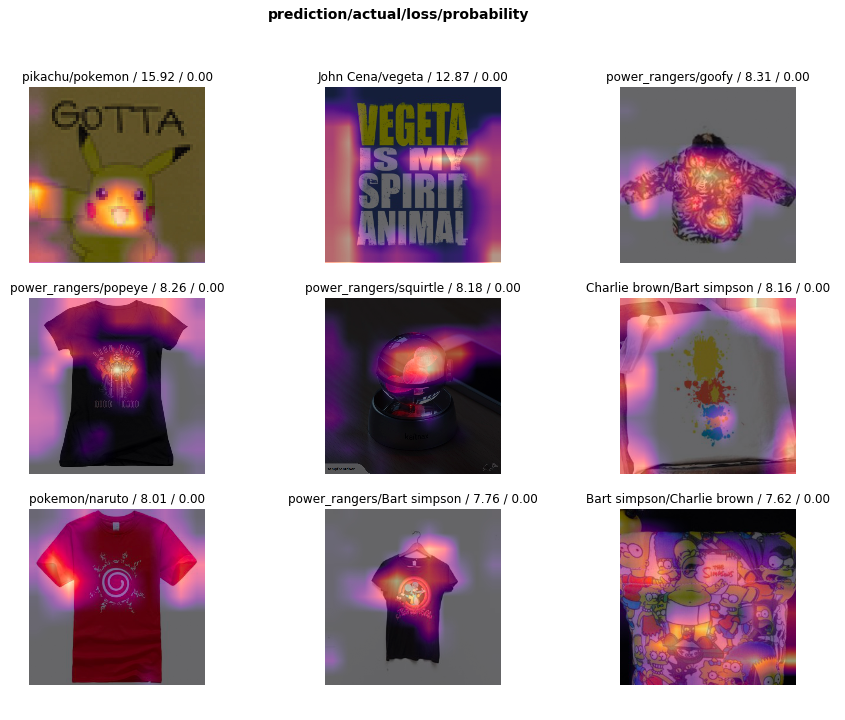 prediction/actual/loss/probability
pikachu/pokemon / 15.92 / 0.00
John Cena/vegeta / 12.87 / 0.00
power_rangers/goofy / 8.31 / 0.00
GOTTA
VEGETA
IS MY
SPIRIT
ANIMAL
power_rangers/popeye / 8.26 / 0.00
power_rangers/squirtle / 8.18 / 0.00
Charlie brown/Bart simpson / 8.16 / 0.00
pokemon/naruto / 8.01 / 0.00
power_rangers/Bart simpson / 7.76 / 0.00
Bart simpson/Charlie brown / 7.62 / 0.00
THE
SIMPSONS